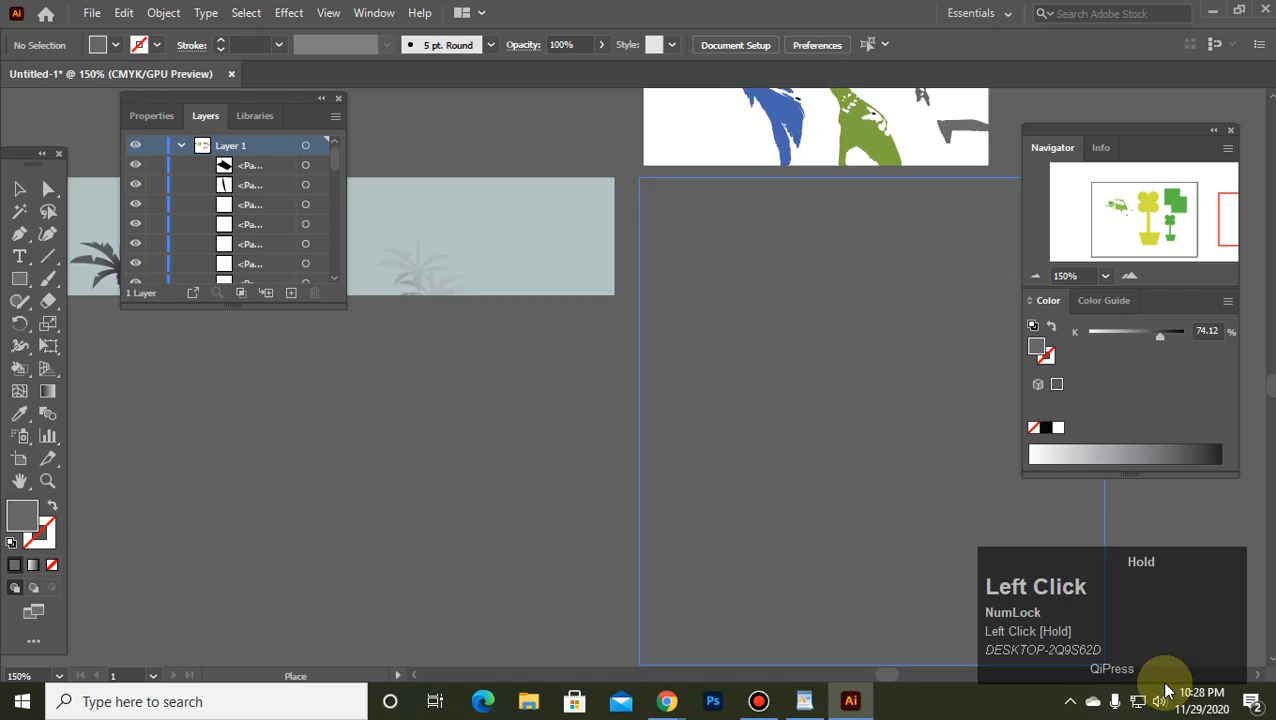 Ai File Edit Object Type Select Effect View Window Help Essentials Search Adobe Stock
No Selection Stroke: 5 pt. Round Opacity: 100% Style: Document Setup Preferences
Untitled-1* @ 150% (CMYK/GPU Preview)
Properties Layers Libraries
Layer 1
<Pa...
<Pa...
<Pa...
<Pa...
<Pa...
<Pa...
1 Layer
T
Navigator Info
150%
Color Color Guide
K 74.12 %
Hold
Left Click
NumLock
Left Click [Hold]
DESKTOP-2Q9S62D
QiPress
150% 1 Place
Type here to search Ps Ai 10:28 PM
11/29/2020 2